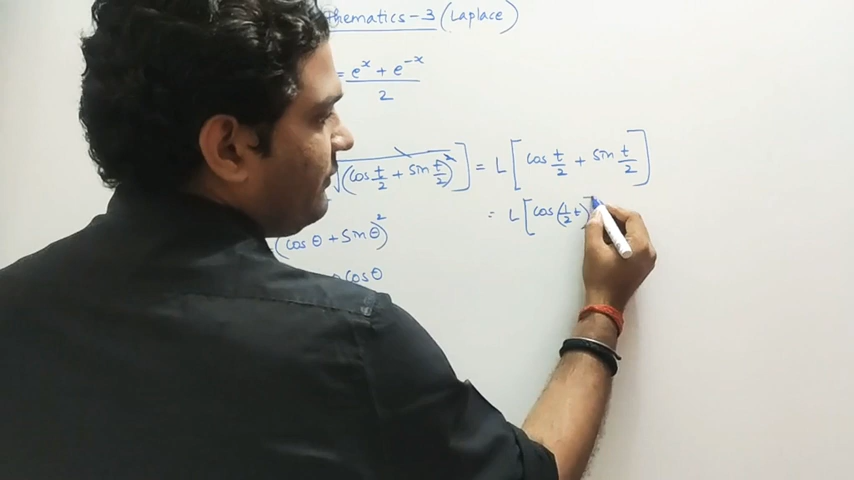 thematics - 3 (Laplace)
= e^x + e^-x / 2
√(cos t/2 + sin t/2)^2 ] = L [ cos t/2 + sin t/2 ]
= L [ cos(1/2 t)
(cos θ + sin θ)^2
cos θ